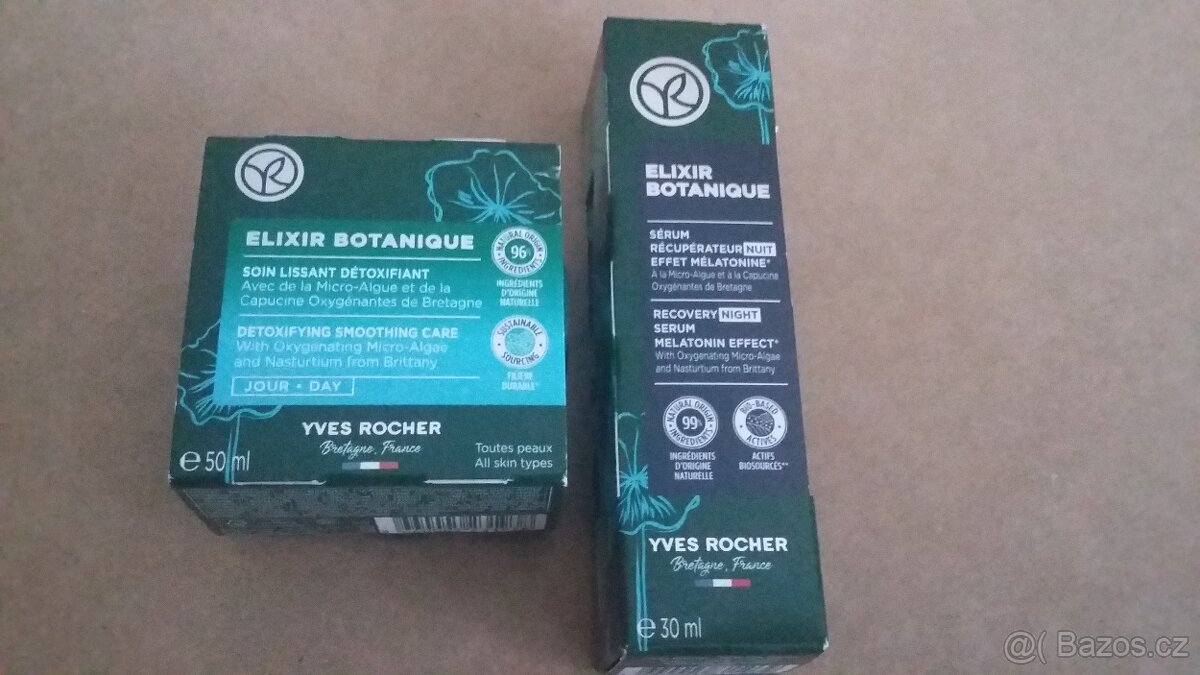 ELIXIR BOTANIQUE
SOIN LISSANT DÉTOXIFIANT
Avec de la Micro-Algue et de la
Capucine Oxygénantes de Bretagne
DETOXIFYING SMOOTHING CARE
With Oxygenating Micro-Algae
and Nasturtium from Brittany
JOUR - DAY
NATURAL ORIGIN
96%
INGREDIENTS
INGRÉDIENTS
D'ORIGINE
NATURELLE
SUSTAINABLE
SOURCING
FILIÈRE
DURABLE*
YVES ROCHER
Bretagne, France
e 50 ml
Toutes peaux
All skin types
ELIXIR
BOTANIQUE
SÉRUM
RÉCUPÉRATEUR NUIT
EFFET MÉLATONINE*
À la Micro-Algue et à la Capucine
Oxygénantes de Bretagne
RECOVERY NIGHT
SERUM
MELATONIN EFFECT*
With Oxygenating Micro-Algae
and Nasturtium from Brittany
NATURAL ORIGIN
99%
INGREDIENTS
INGRÉDIENTS
D'ORIGINE
NATURELLE
BIO-BASED
ACTIVES
ACTIFS
BIOSOURCÉS**
YVES ROCHER
Bretagne, France
e 30 ml
@( Bazos.cz